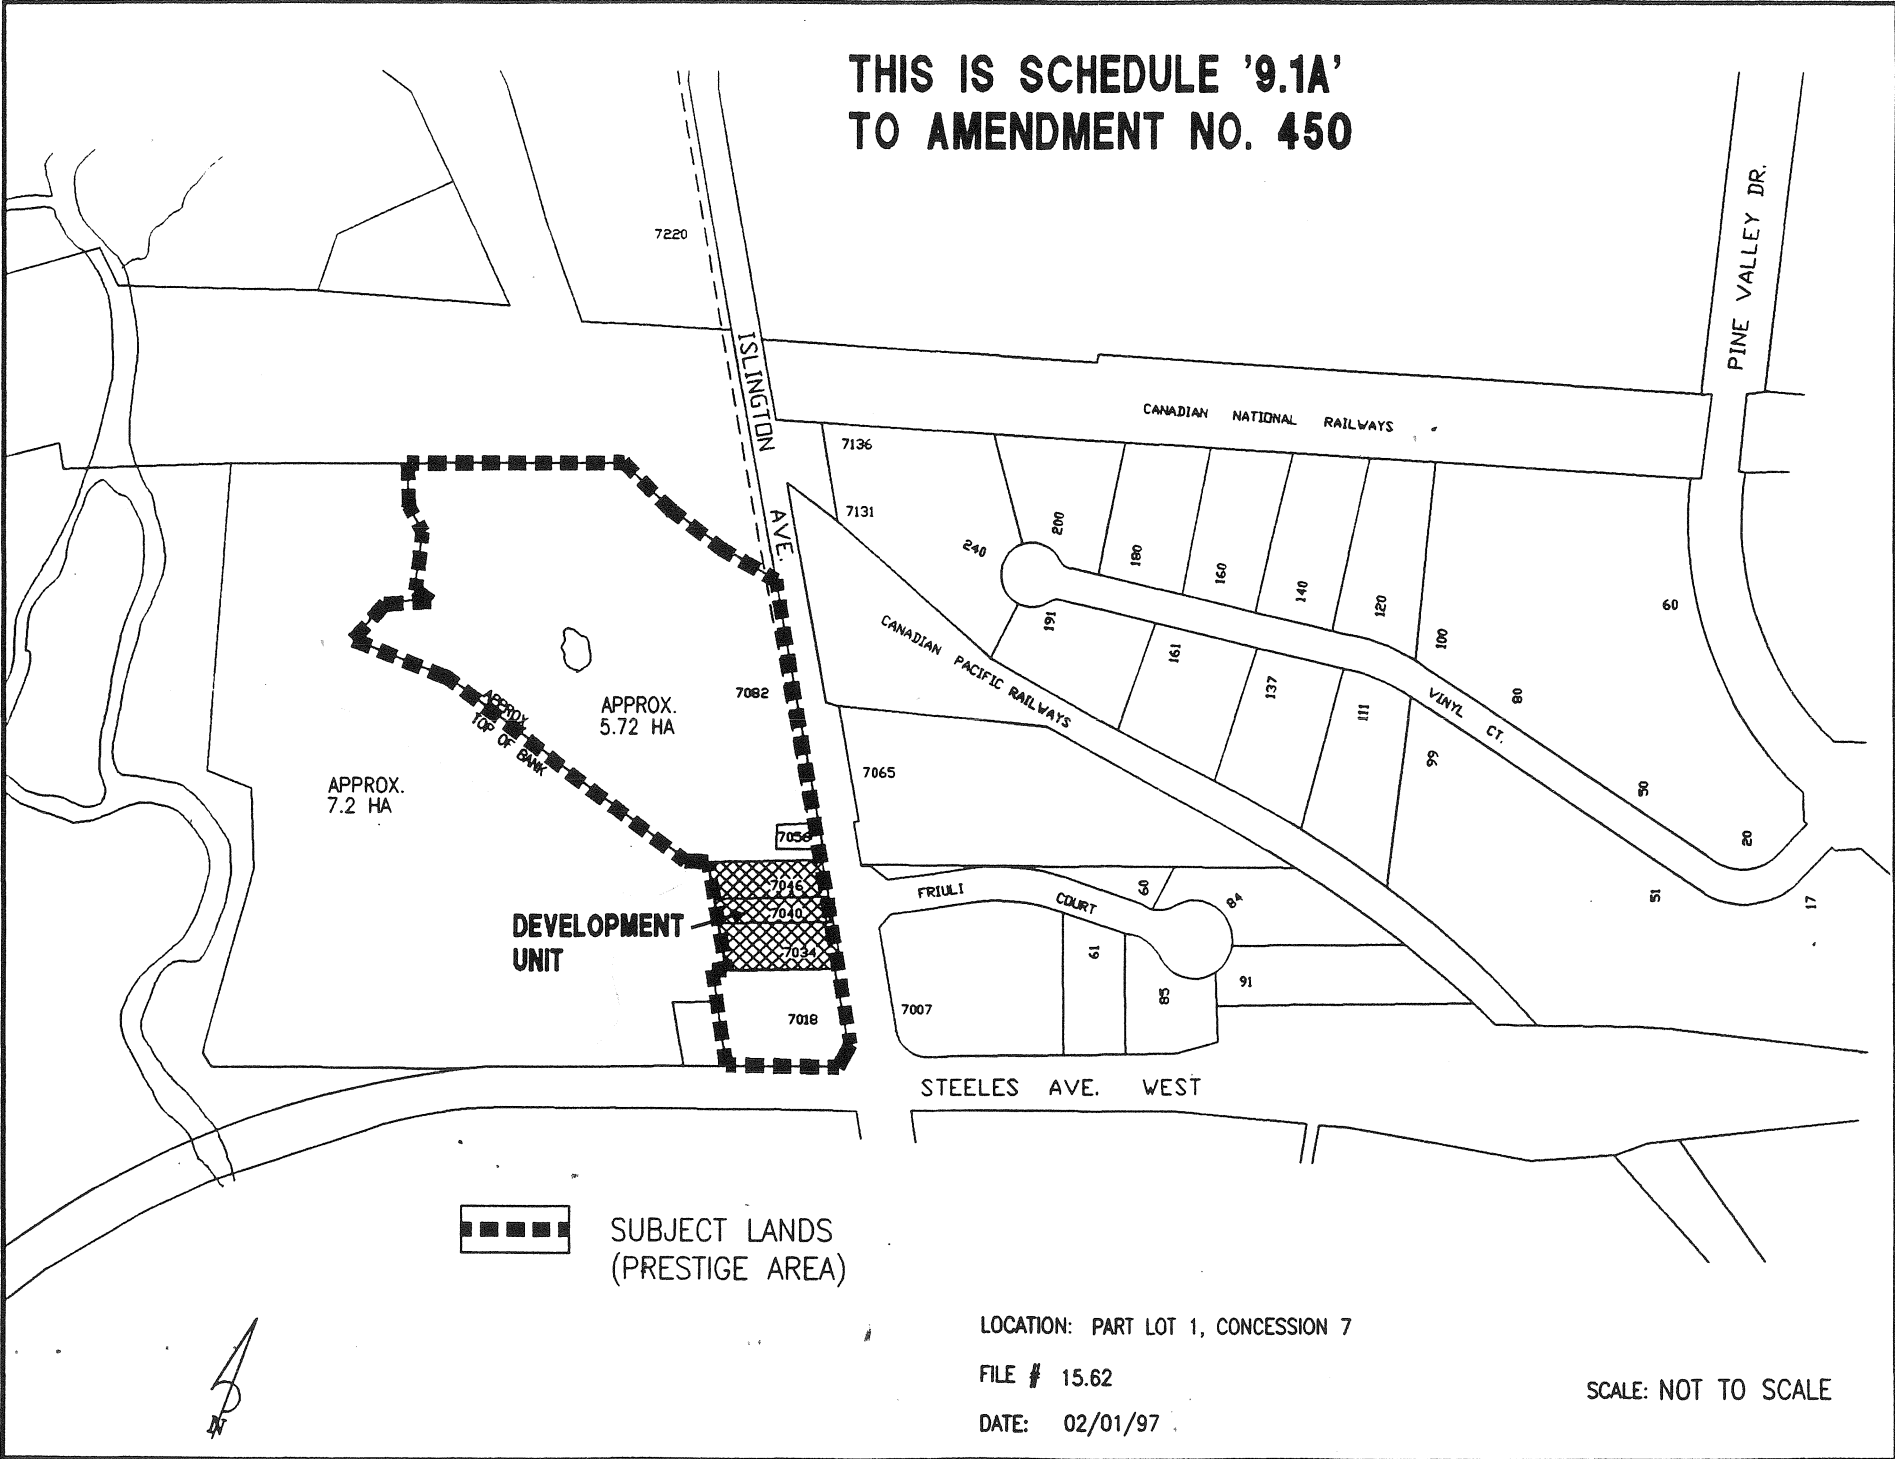 THIS IS SCHEDULE '9.1A'
TO AMENDMENT NO. 450
7220
ISLINGTON AVE.
PINE VALLEY DR.
CANADIAN NATIONAL RAILWAYS
7136
7131
240
200
180
160
140
120
100
60
80
50
20
17
191
161
137
111
99
51
VINYL CT.
CANADIAN PACIFIC RAILWAYS
7082
7065
APPROX.
5.72 HA
APPROX.
TOP OF BANK
APPROX.
7.2 HA
7056
7046
7040
7034
7018
DEVELOPMENT
UNIT
FRIULI COURT
60
84
61
85
91
7007
STEELES AVE. WEST
SUBJECT LANDS
(PRESTIGE AREA)
N
LOCATION: PART LOT 1, CONCESSION 7
FILE # 15.62
DATE: 02/01/97
SCALE: NOT TO SCALE